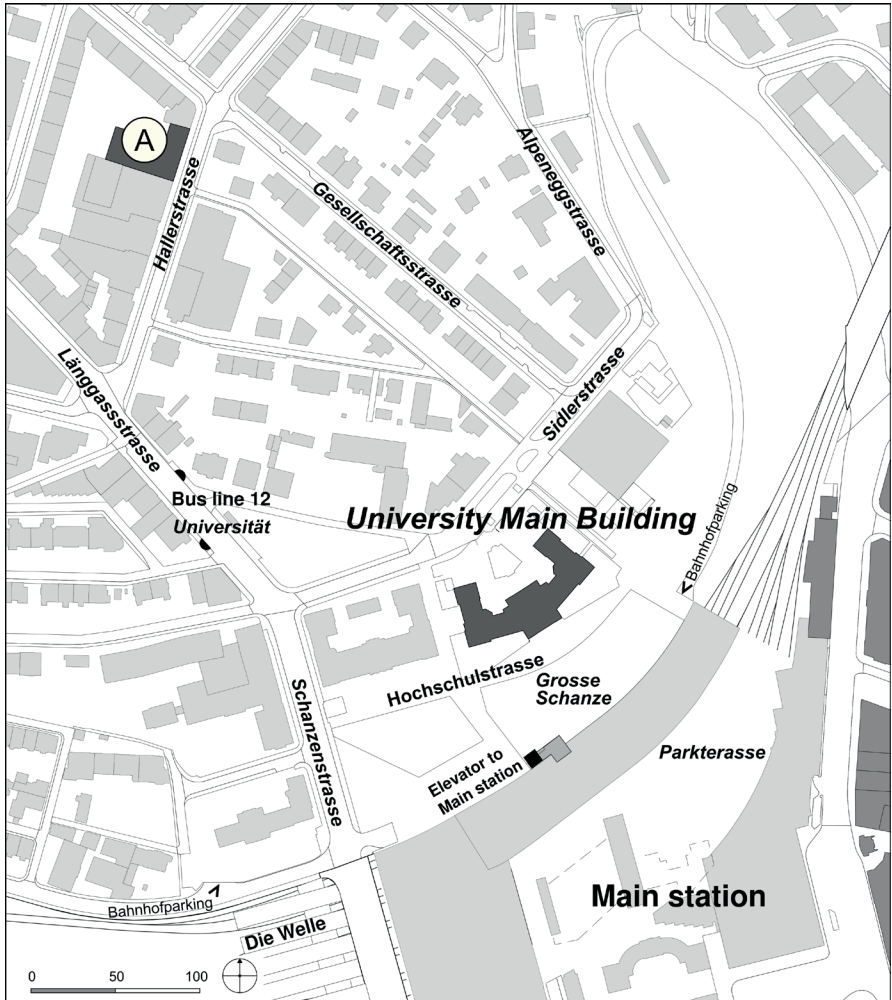 A
Hallerstrasse
Gesellschaftsstrasse
Alpeneggstrasse
Länggassstrasse
Sidlerstrasse
Bus line 12
Universität
University Main Building
Bahnhofparking
Hochschulstrasse
Grosse
Schanze
Schanzenstrasse
Elevator to
Main station
Parkterasse
Main station
Bahnhofparking
Die Welle
0 50 100